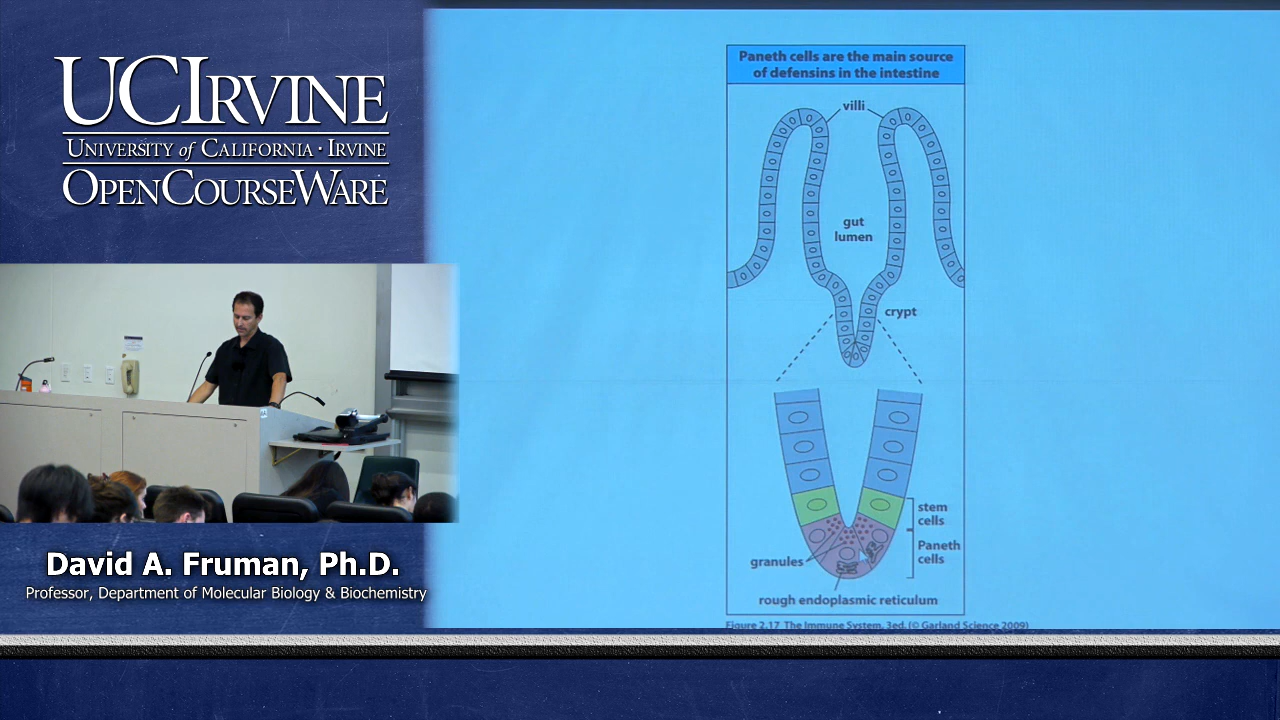 UCIRVINE
UNIVERSITY of CALIFORNIA · IRVINE
OPENCOURSEWARE
David A. Fruman, Ph.D.
Professor, Department of Molecular Biology & Biochemistry
Paneth cells are the main source
of defensins in the intestine
villi
gut
lumen
crypt
stem
cells
Paneth
cells
granules
rough endoplasmic reticulum
Figure 2.17 The Immune System, 3ed. (© Garland Science 2009)